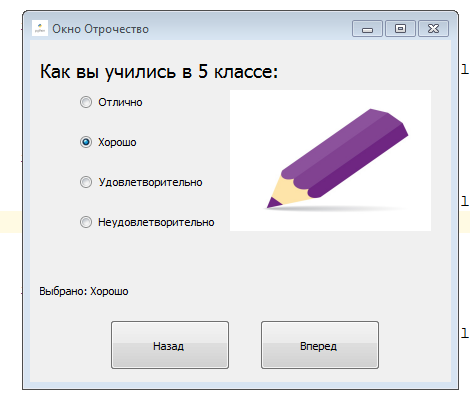 Окно Отрочество
Как вы учились в 5 классе:
Отлично
Хорошо
Удовлетворительно
Неудовлетворительно
Выбрано: Хорошо
Назад
Вперед